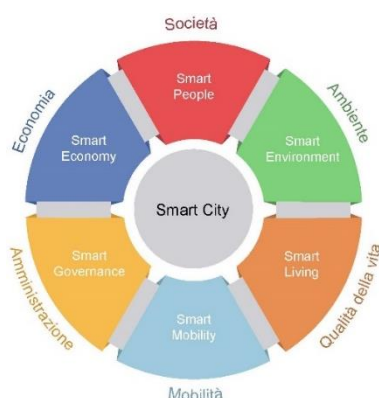 Società
Smart
People
Ambiente
Smart
Environment
Qualità della vita
Smart
Living
Mobilità
Smart
Mobility
Amministrazione
Smart
Governance
Economia
Smart
Economy
Smart City